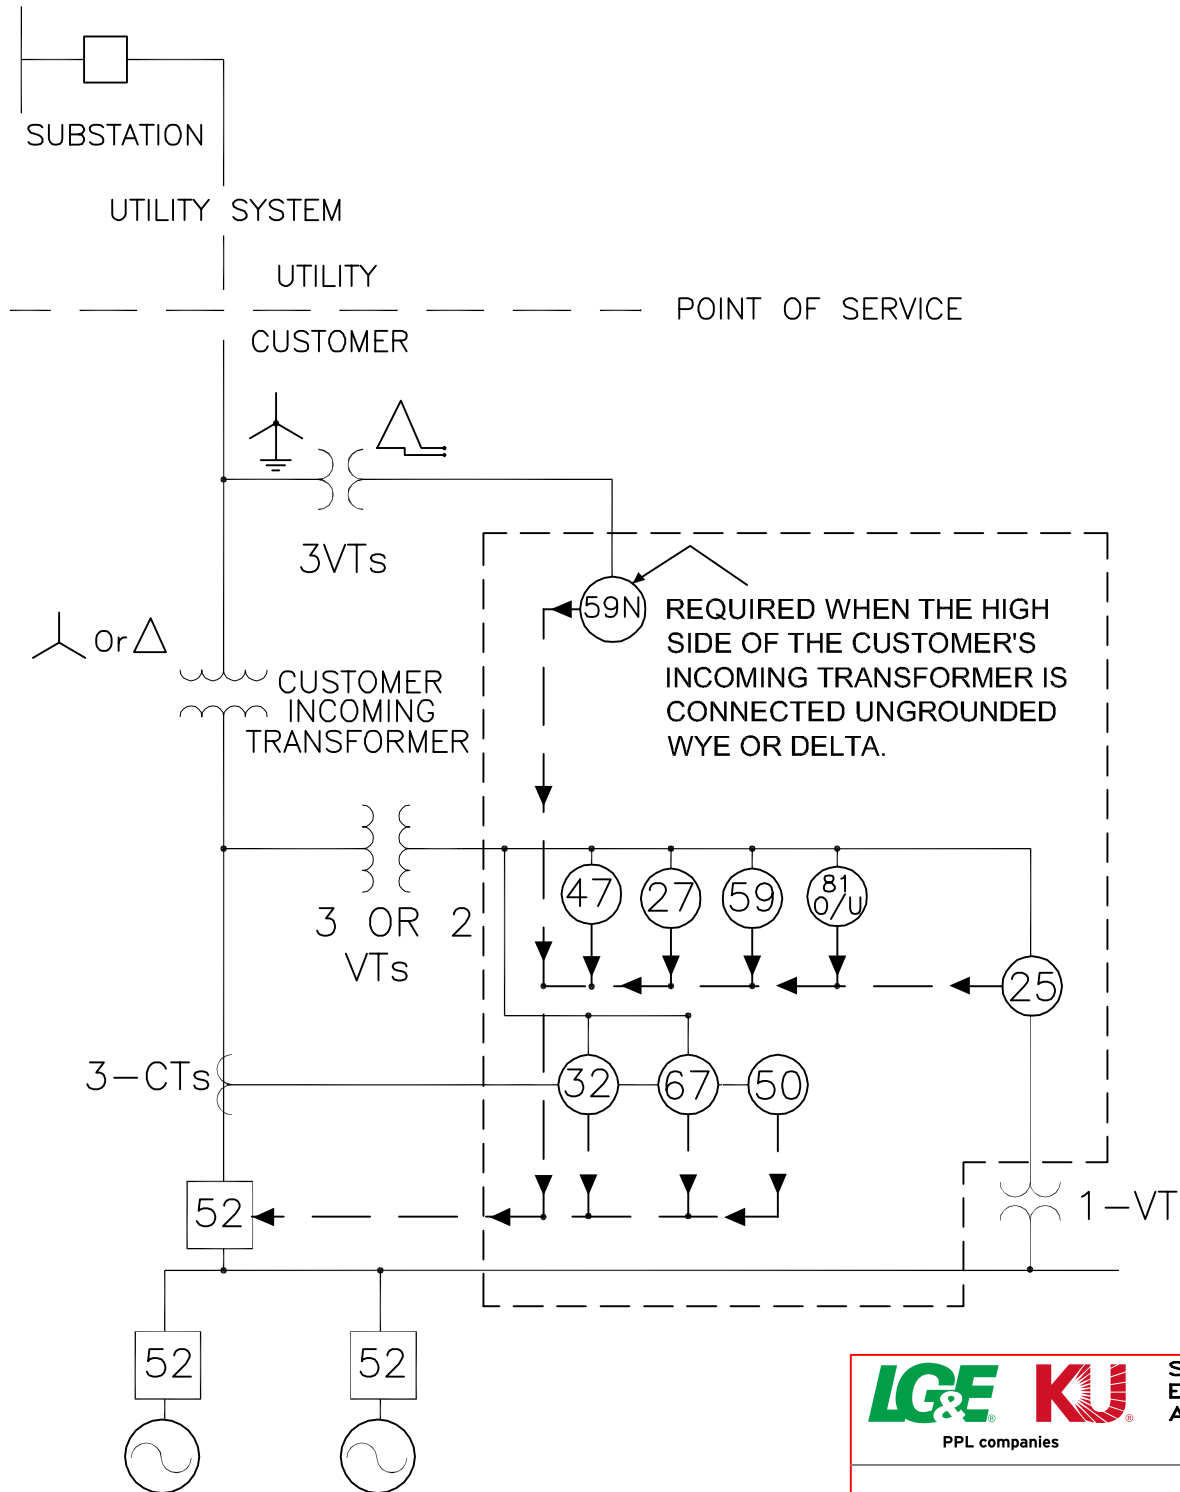 SUBSTATION
UTILITY SYSTEM
UTILITY
POINT OF SERVICE
CUSTOMER
3VTs
59N
REQUIRED WHEN THE HIGH
SIDE OF THE CUSTOMER'S
INCOMING TRANSFORMER IS
CONNECTED UNGROUNDED
WYE OR DELTA.
or
CUSTOMER
INCOMING
TRANSFORMER
47
27
59
81
O/U
3 OR 2
VTs
25
3-CTs
32
67
50
52
1-VT
52
52
LG&E®
KU®
PPL companies
S
E
A